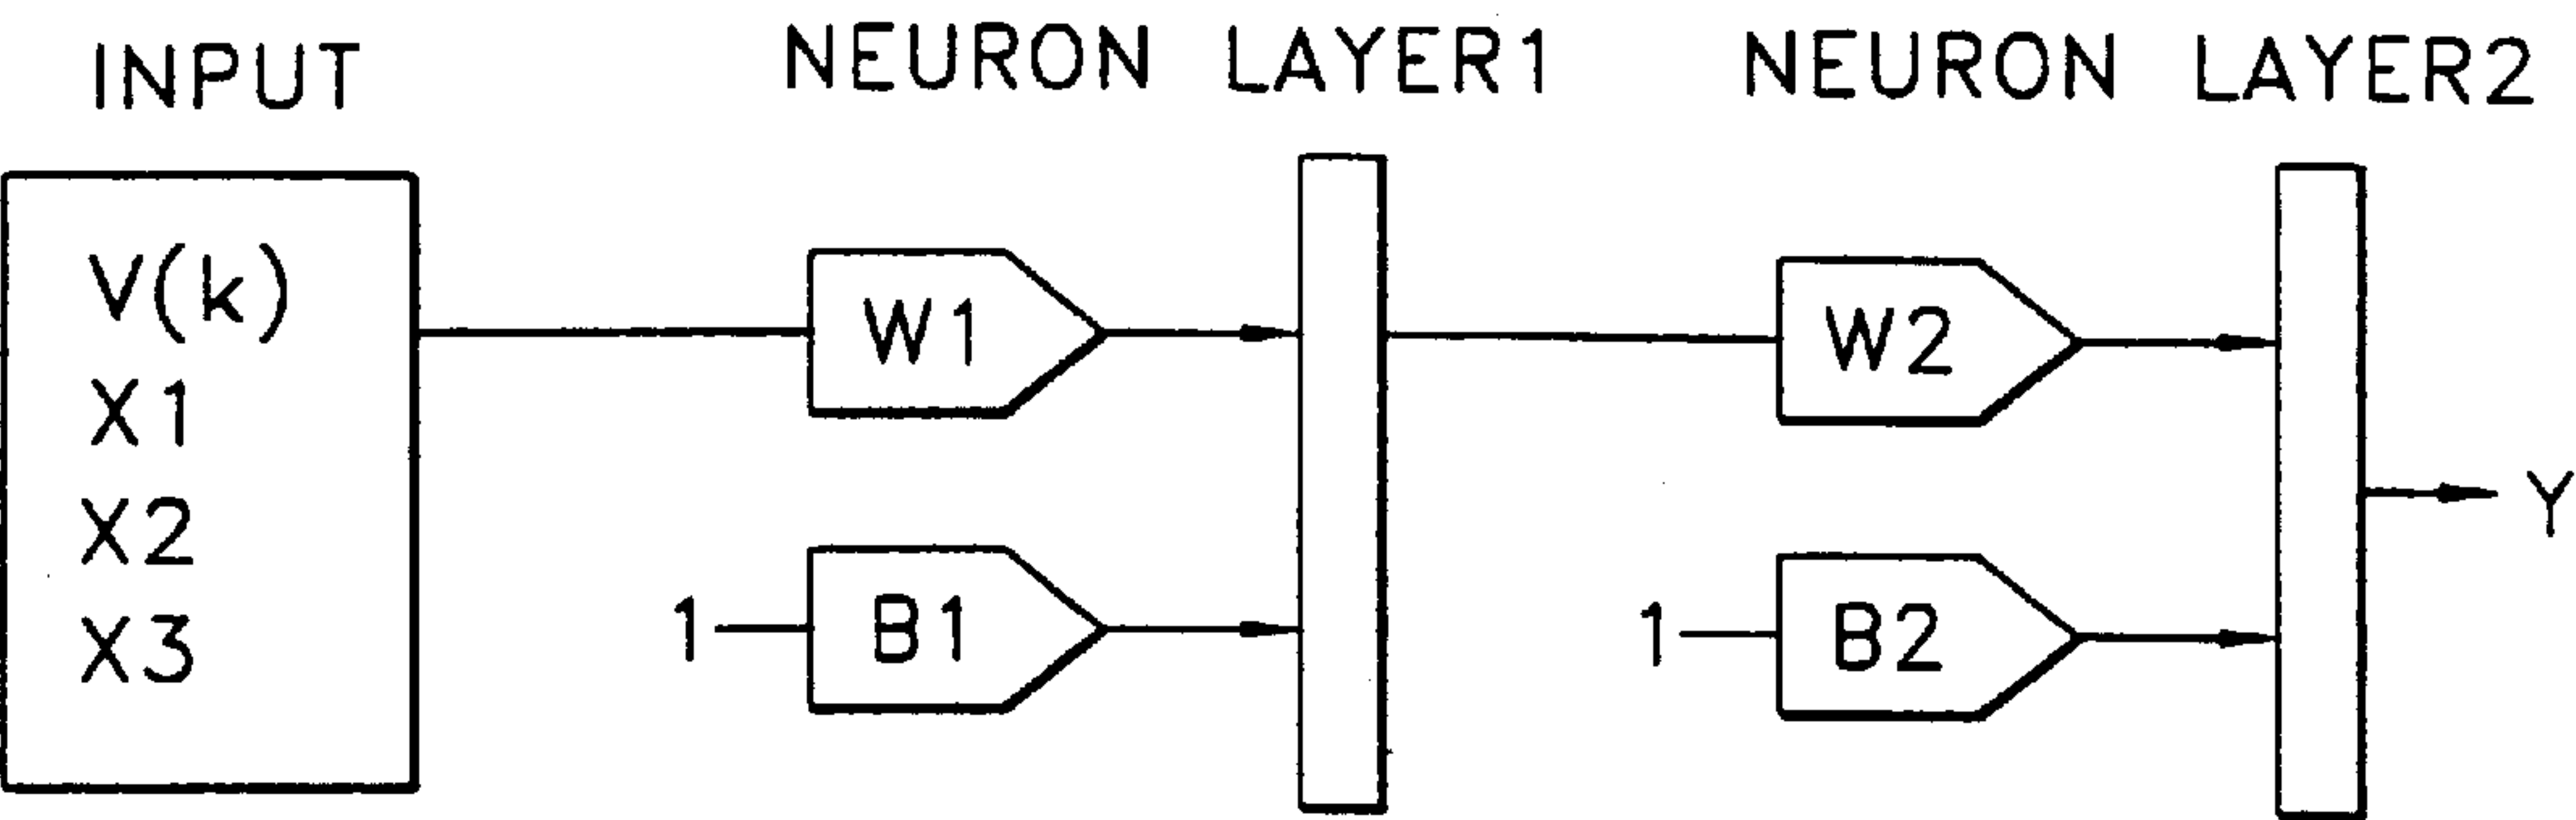 INPUT NEURON LAYER1 NEURON LAYER2
V(k)
X1
X2
X3
W1
1 B1
W2
1 B2
Y